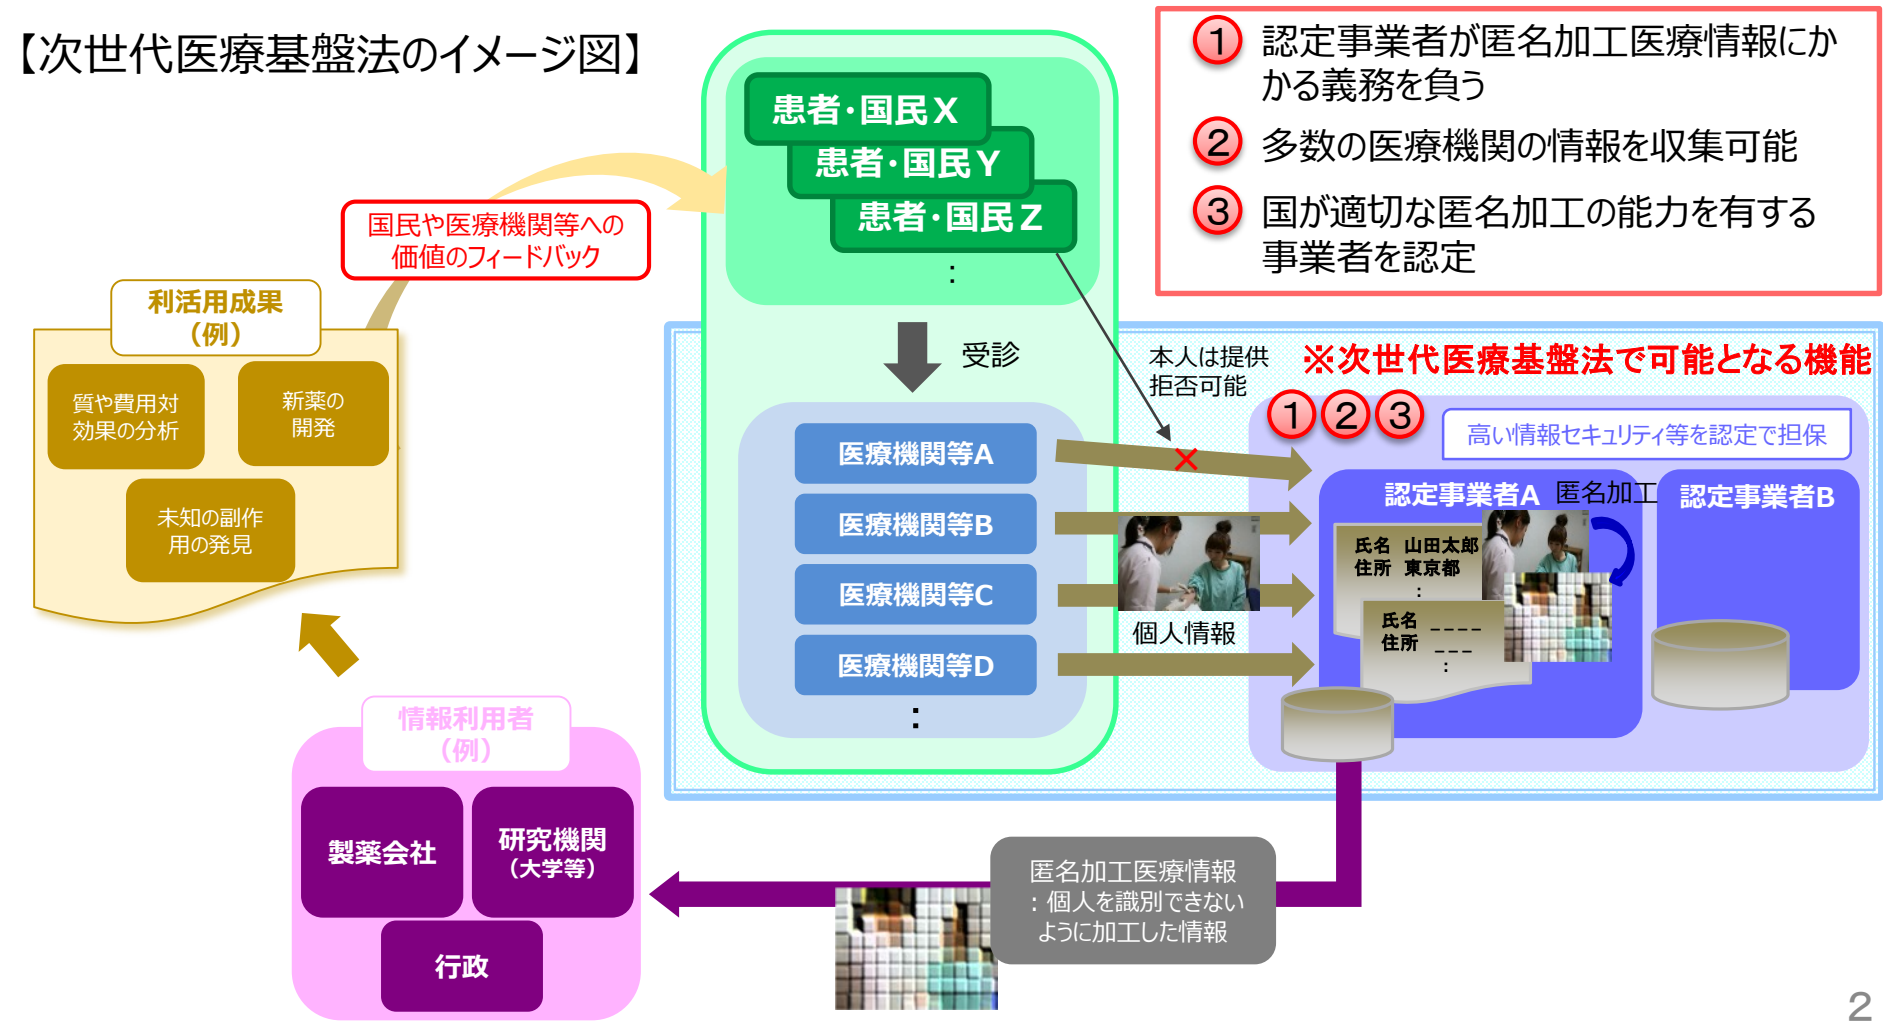 【次世代医療基盤法のイメージ図】
① 認定事業者が匿名加工医療情報にか
かる義務を負う
② 多数の医療機関の情報を収集可能
③ 国が適切な匿名加工の能力を有する
事業者を認定
患者・国民X
患者・国民Y
患者・国民Z
：
国民や医療機関等への
価値のフィードバック
利活用成果
（例）
質や費用対
効果の分析
新薬の
開発
未知の副作
用の発見
受診
本人は提供
拒否可能
※次世代医療基盤法で可能となる機能
①②③
高い情報セキュリティ等を認定で担保
医療機関等A
医療機関等B
医療機関等C
医療機関等D
：
個人情報
認定事業者A
匿名加工
認定事業者B
氏名 山田太郎
住所 東京都
：
氏名 ＿＿＿＿
住所 ＿＿＿
：
情報利用者
（例）
製薬会社
研究機関
（大学等）
行政
匿名加工医療情報
：個人を識別できない
ように加工した情報
2